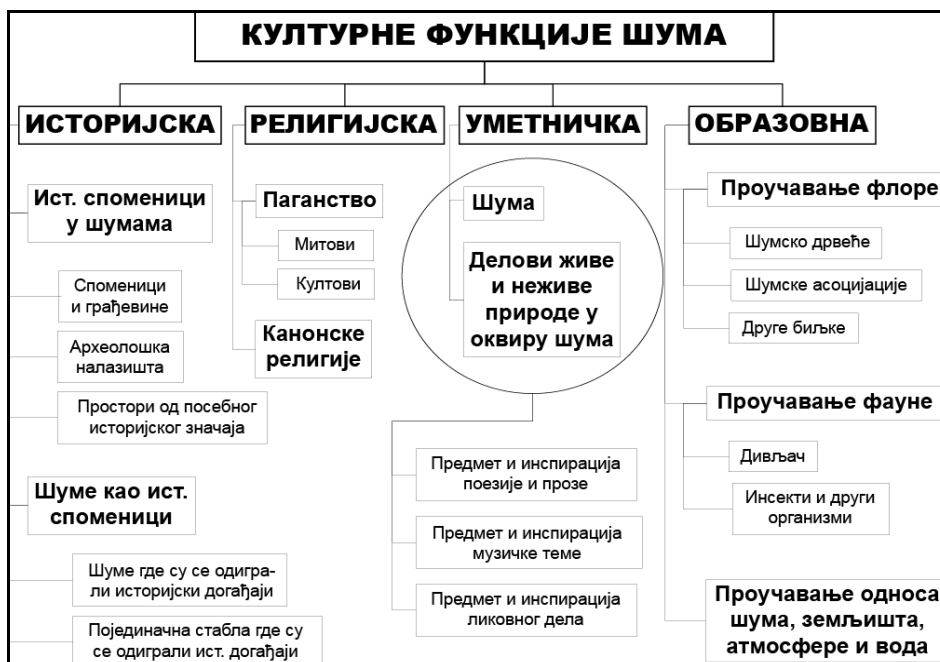 КУЛТУРНЕ ФУНКЦИЈЕ ШУМА
ИСТОРИЈСКА
Ист. споменици
у шумама
Споменици
и грађевине
Археолошка
налазишта
Простори од посебног
историјског значаја
Шуме као ист.
споменици
Шуме где су се одигра-
ли историјски догађаји
Појединачна стабла где су
се одиграли ист. догађаји
РЕЛИГИЈСКА
Паганство
Митови
Култови
Канонске
религије
УМЕТНИЧКА
Шума
Делови живе
и неживе
природе у
оквиру шума
Предмет и инспирација
поезије и прозе
Предмет и инспирација
музичке теме
Предмет и инспирација
ликовног дела
ОБРАЗОВНА
Проучавање флоре
Шумско дрвеће
Шумске асоцијације
Друге биљке
Проучавање фауне
Дивљач
Инсекти и други
организми
Проучавање односа
шума, земљишта,
атмосфере и вода